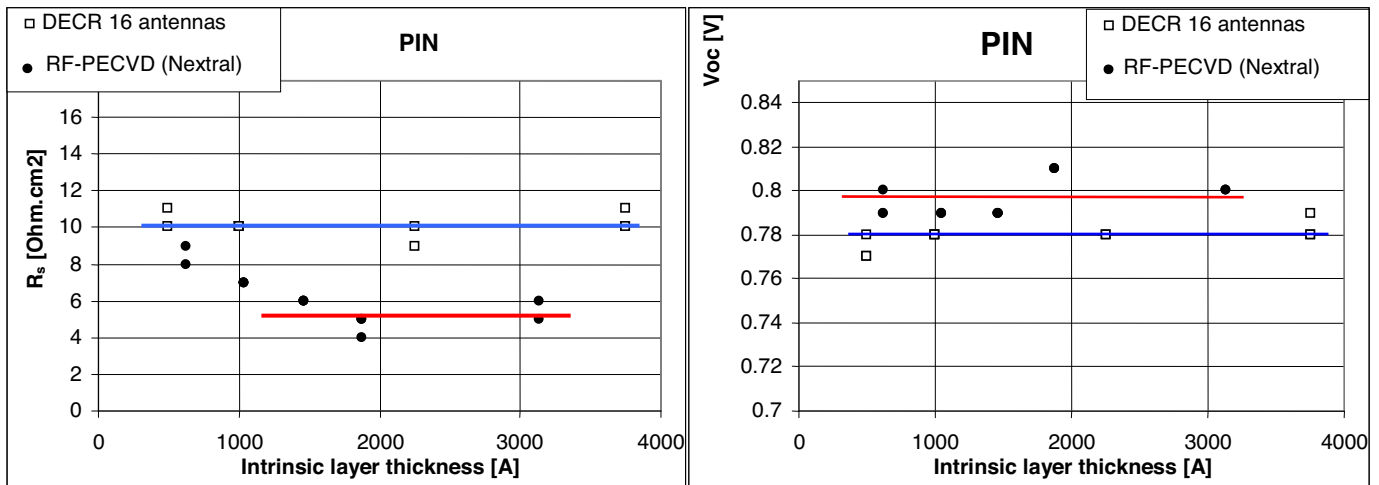 DECR 16 antennas
RF-PECVD (Nextral)
PIN
Rs [Ohm.cm2]
16
14
12
10
8
6
4
2
0
0 1000 2000 3000 4000
Intrinsic layer thickness [A]
DECR 16 antennas
RF-PECVD (Nextral)
PIN
Voc [V]
0.84
0.82
0.8
0.78
0.76
0.74
0.72
0.7
0 1000 2000 3000 4000
Intrinsic layer thickness [A]